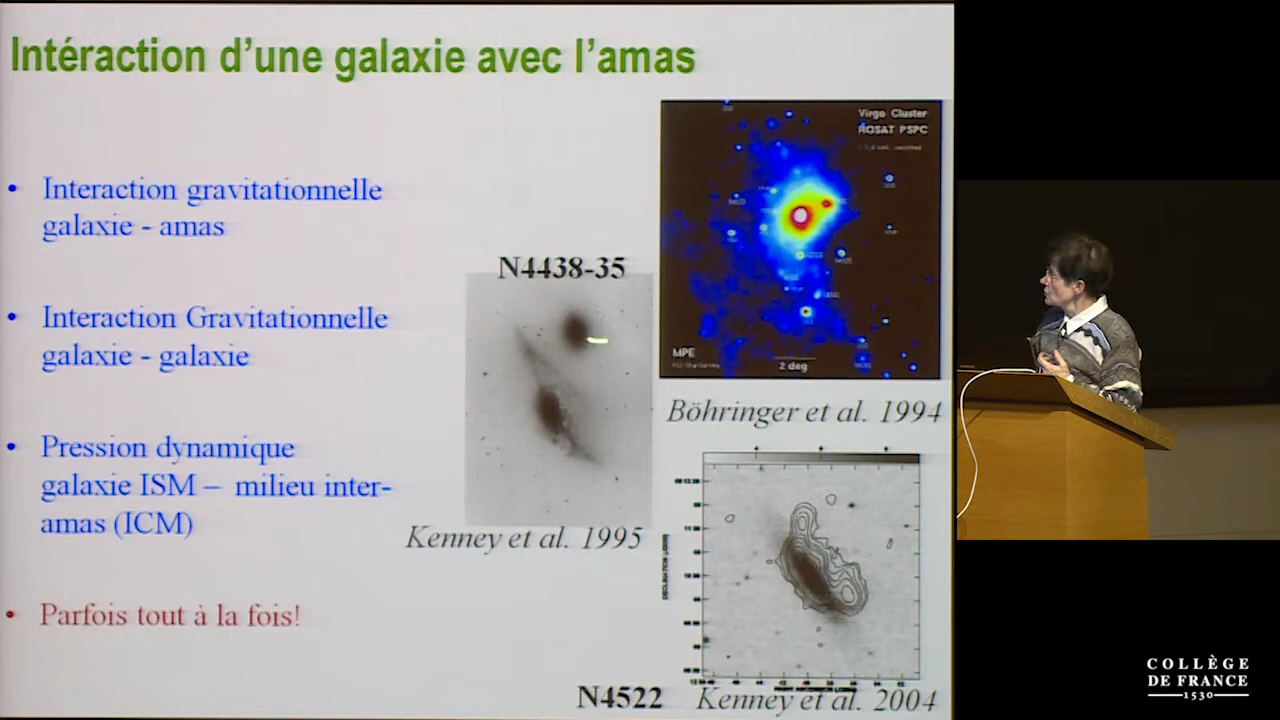 Intéraction d'une galaxie avec l'amas
• Interaction gravitationnelle
galaxie - amas
• Interaction Gravitationnelle
galaxie - galaxie
• Pression dynamique
galaxie ISM – milieu inter-
amas (ICM)
• Parfois tout à la fois!
N4438-35
Kenney et al. 1995
Virgo Cluster
ROSAT PSPC
MPE
2 deg
Böhringer et al. 1994
N4522
Kenney et al. 2004
COLLÈGE
DE FRANCE
1530